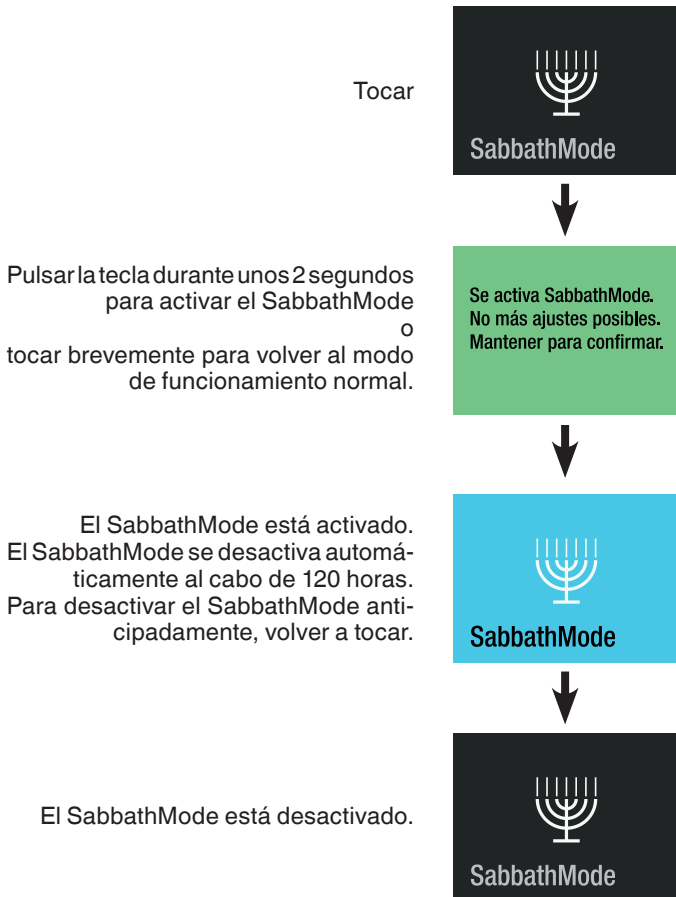 Tocar
SabbathMode
Pulsar la tecla durante unos 2 segundos
para activar el SabbathMode
o
tocar brevemente para volver al modo
de funcionamiento normal.
Se activa SabbathMode.
No más ajustes posibles.
Mantener para confirmar.
El SabbathMode está activado.
El SabbathMode se desactiva automá-
ticamente al cabo de 120 horas.
Para desactivar el SabbathMode anti-
cipadamente, volver a tocar.
SabbathMode
El SabbathMode está desactivado.
SabbathMode